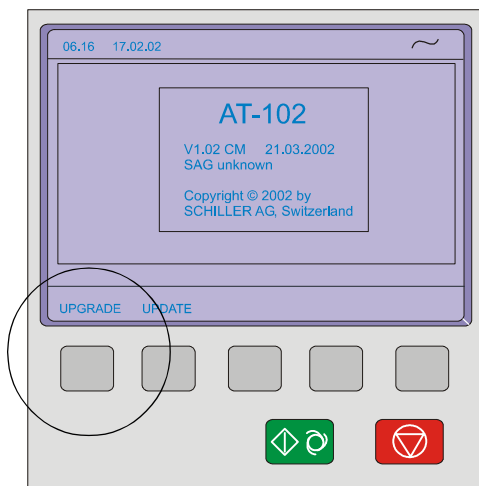 06.16 17.02.02
AT-102
V1.02 CM 21.03.2002
SAG unknown
Copyright © 2002 by
SCHILLER AG, Switzerland
UPGRADE UPDATE